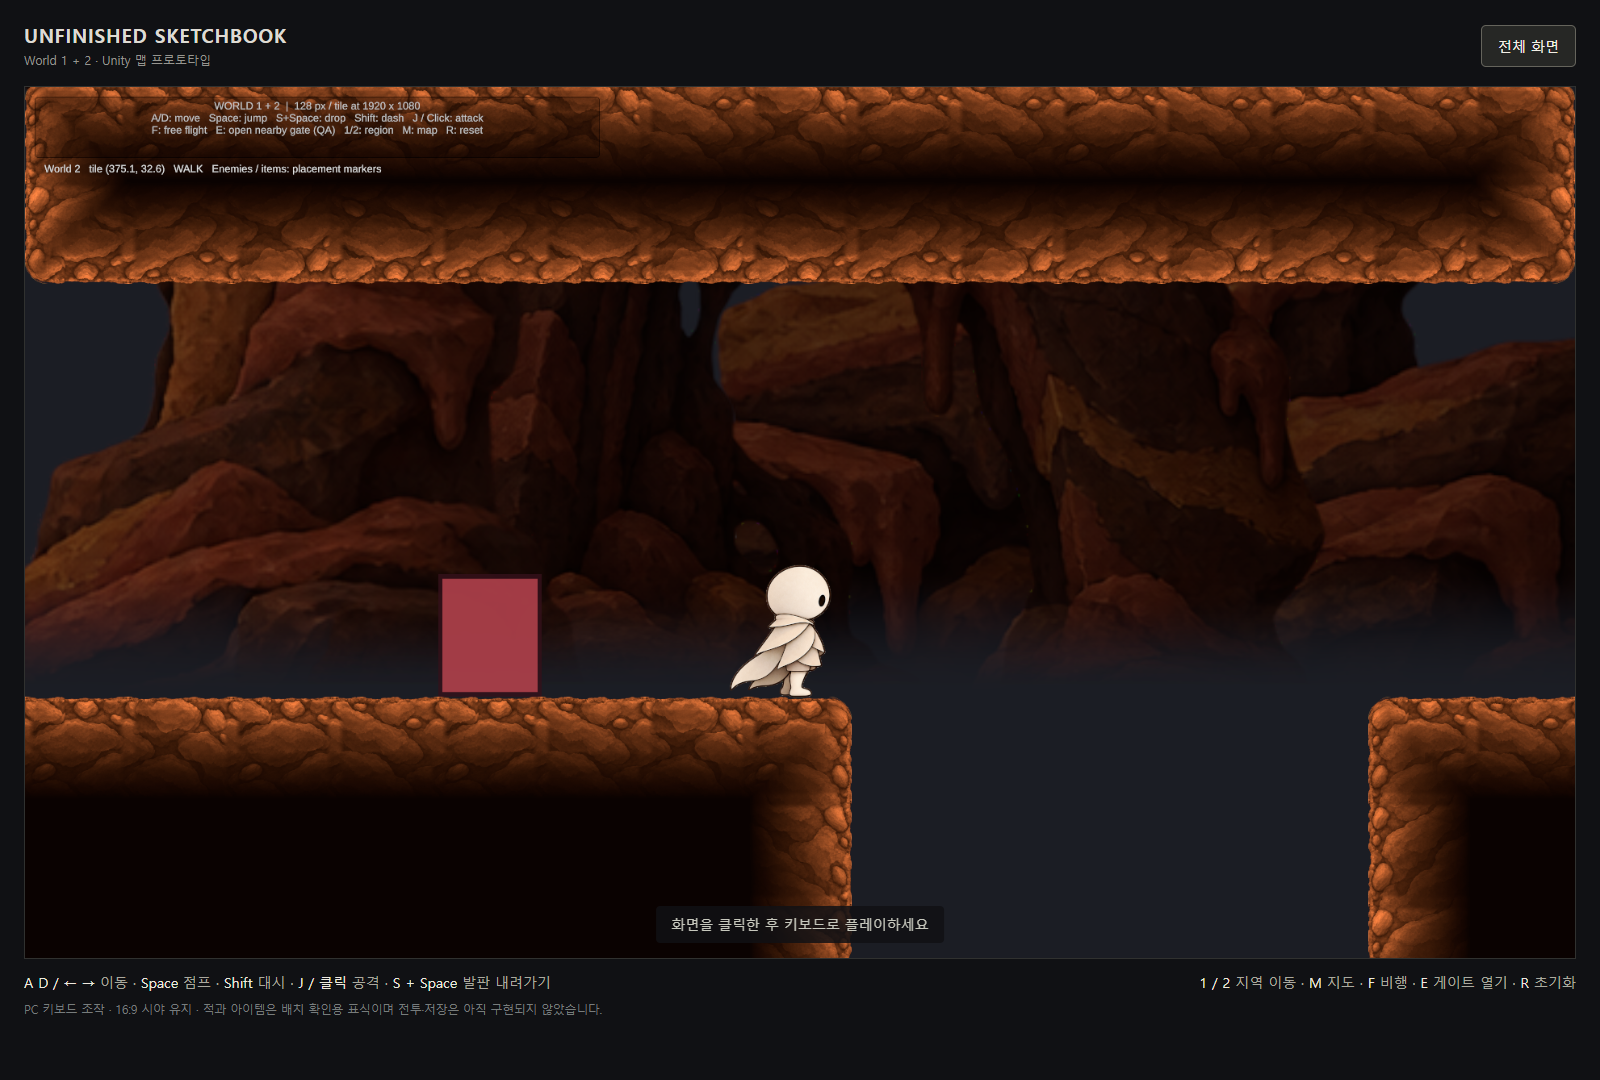 UNFINISHED SKETCHBOOK
World 1 + 2 · Unity 맵 프로토타입
전체 화면
WORLD 1 + 2 | 128 px / tile at 1920 x 1080
A/D: move Space: jump S+Space: drop Shift: dash J / Click: attack
F: free flight E: open nearby gate (QA) 1/2: region M: map R: reset
World 2 tile (375.1, 32.6) WALK Enemies / items: placement markers
화면을 클릭한 후 키보드로 플레이하세요
A D / ← → 이동 · Space 점프 · Shift 대시 · J / 클릭 공격 · S + Space 발판 내려가기
1 / 2 지역 이동 · M 지도 · F 비행 · E 게이트 열기 · R 초기화
PC 키보드 조작 · 16:9 시야 유지 · 적과 아이템은 배치 확인용 표식이며 전투·저장은 아직 구현되지 않았습니다.